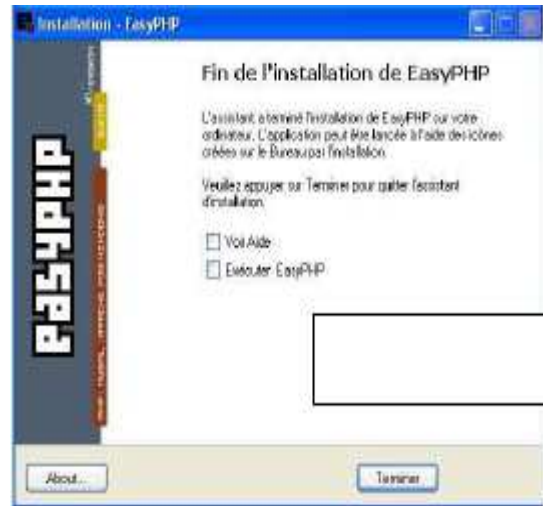 Installation - EasyPHP
Fin de l'installation de EasyPHP
L'assistant a terminé l'installation de EasyPHP sur votre
ordinateur. L'application peut être lancée à l'aide des icônes
créées sur le Bureau par l'installation.
Veuillez appuyer sur Terminer pour quitter l'assistant
d'installation.
Voir Aide
Exécuter EasyPHP
easyphp
About...
Terminer